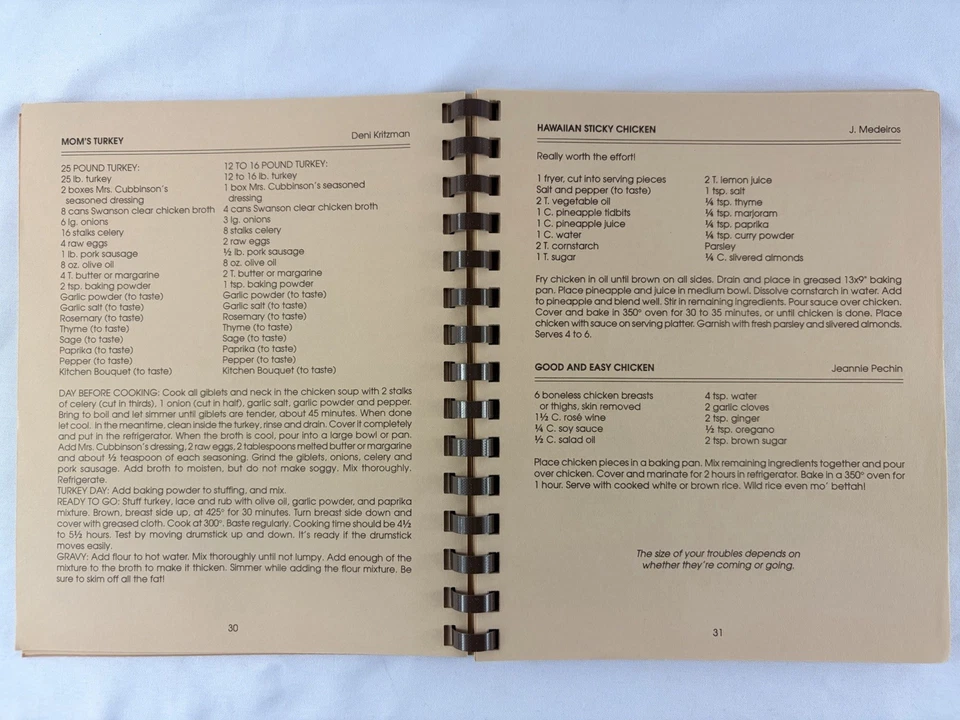 MOM'S TURKEY Deni Kritzman
25 POUND TURKEY:
25 lb. turkey
2 boxes Mrs. Cubbinson's
seasoned dressing
8 cans Swanson clear chicken broth
6 lg. onions
16 stalks celery
4 raw eggs
1 lb. pork sausage
8 oz. olive oil
4 T. butter or margarine
2 tsp. baking powder
Garlic powder (to taste)
Garlic salt (to taste)
Rosemary (to taste)
Thyme (to taste)
Sage (to taste)
Paprika (to taste)
Pepper (to taste)
Kitchen Bouquet (to taste)
12 TO 16 POUND TURKEY:
12 to 16 lb. turkey
1 box Mrs. Cubbinson's seasoned
dressing
4 cans Swanson clear chicken broth
3 lg. onions
8 stalks celery
2 raw eggs
½ lb. pork sausage
8 oz. olive oil
2 T. butter or margarine
1 tsp. baking powder
Garlic powder (to taste)
Garlic salt (to taste)
Rosemary (to taste)
Thyme (to taste)
Sage (to taste)
Paprika (to taste)
Pepper (to taste)
Kitchen Bouquet (to taste)
DAY BEFORE COOKING: Cook all giblets and neck in the chicken soup with 2 stalks
of celery (cut in thirds), 1 onion (cut in half), garlic salt, garlic powder and pepper.
Bring to boil and let simmer until giblets are tender, about 45 minutes. When done
let cool. In the meantime, clean inside the turkey, rinse and drain. Cover it completely
and put in the refrigerator. When the broth is cool, pour into a large bowl or pan.
Add Mrs. Cubbinson's dressing, 2 raw eggs, 2 tablespoons melted butter or margarine
and about ½ teaspoon of each seasoning. Grind the giblets, onions, celery and
pork sausage. Add broth to moisten, but do not make soggy. Mix thoroughly.
Refrigerate.
TURKEY DAY: Add baking powder to stuffing, and mix.
READY TO GO: Stuff turkey, lace and rub with olive oil, garlic powder, and paprika
mixture. Brown, breast side up, at 425° for 30 minutes. Turn breast side down and
cover with greased cloth. Cook at 300°. Baste regularly. Cooking time should be 4½
to 5½ hours. Test by moving drumstick up and down. It's ready if the drumstick
moves easily.
GRAVY: Add flour to hot water. Mix thoroughly until not lumpy. Add enough of the
mixture to the broth to make it thicken. Simmer while adding the flour mixture. Be
sure to skim off all the fat!
30
HAWAIIAN STICKY CHICKEN J. Medeiros
Really worth the effort!
1 fryer, cut into serving pieces
Salt and pepper (to taste)
2 T. vegetable oil
1 C. pineapple tidbits
1 C. pineapple juice
1 C. water
2 T. cornstarch
1 T. sugar
2 T. lemon juice
1 tsp. salt
¼ tsp. thyme
¼ tsp. marjoram
¼ tsp. paprika
¼ tsp. curry powder
Parsley
¼ C. slivered almonds
Fry chicken in oil until brown on all sides. Drain and place in greased 13x9" baking
pan. Place pineapple and juice in medium bowl. Dissolve cornstarch in water. Add
to pineapple and blend well. Stir in remaining ingredients. Pour sauce over chicken.
Cover and bake in 350° oven for 30 to 35 minutes, or until chicken is done. Place
chicken with sauce on serving platter. Garnish with fresh parsley and slivered almonds.
Serves 4 to 6.
GOOD AND EASY CHICKEN Jeannie Pechin
6 boneless chicken breasts
or thighs, skin removed
1½ C. rosé wine
¼ C. soy sauce
½ C. salad oil
4 tsp. water
2 garlic cloves
2 tsp. ginger
½ tsp. oregano
2 tsp. brown sugar
Place chicken pieces in a baking pan. Mix remaining ingredients together and pour
over chicken. Cover and marinate for 2 hours in refrigerator. Bake in a 350° oven for
1 hour. Serve with cooked white or brown rice. Wild rice even mo' bettah!
The size of your troubles depends on
whether they're coming or going.
31